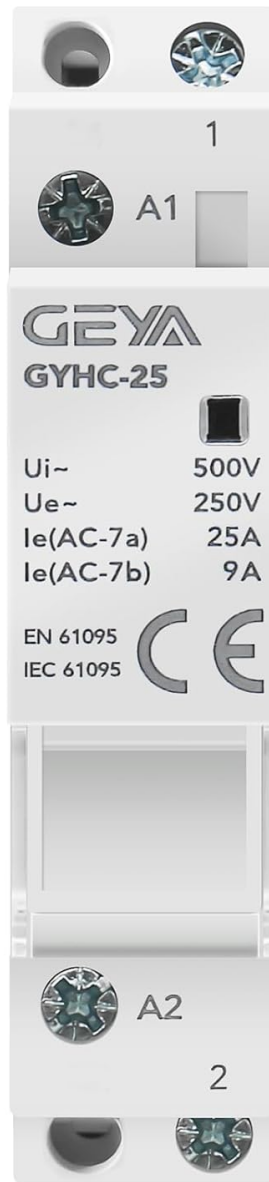 1
A1
GEYA
GYHC-25
Ui~ 500V
Ue~ 250V
Ie(AC-7a) 25A
Ie(AC-7b) 9A
EN 61095
IEC 61095
CE
A2
2